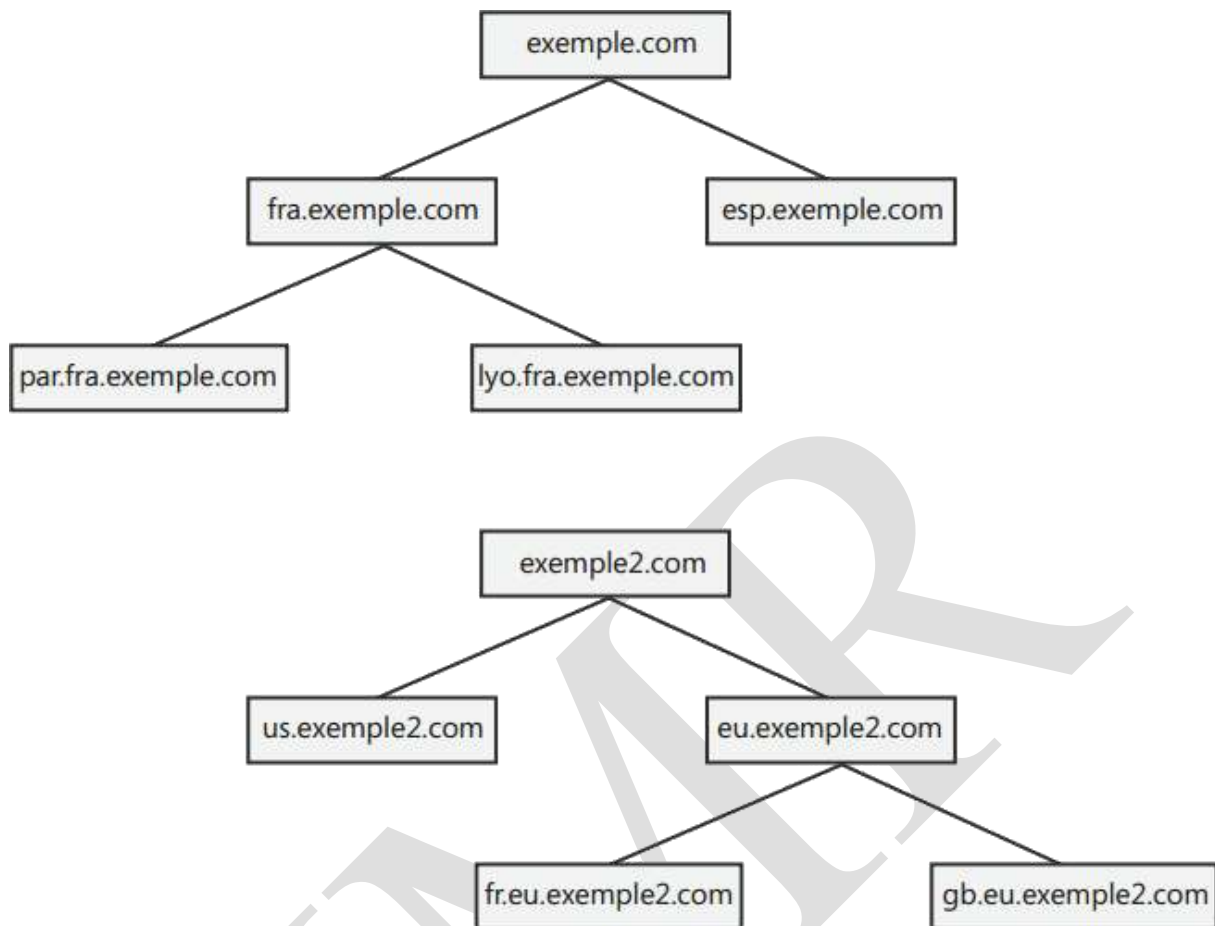 exemple.com
fra.exemple.com
esp.exemple.com
par.fra.exemple.com
lyo.fra.exemple.com
exemple2.com
us.exemple2.com
eu.exemple2.com
fr.eu.exemple2.com
gb.eu.exemple2.com